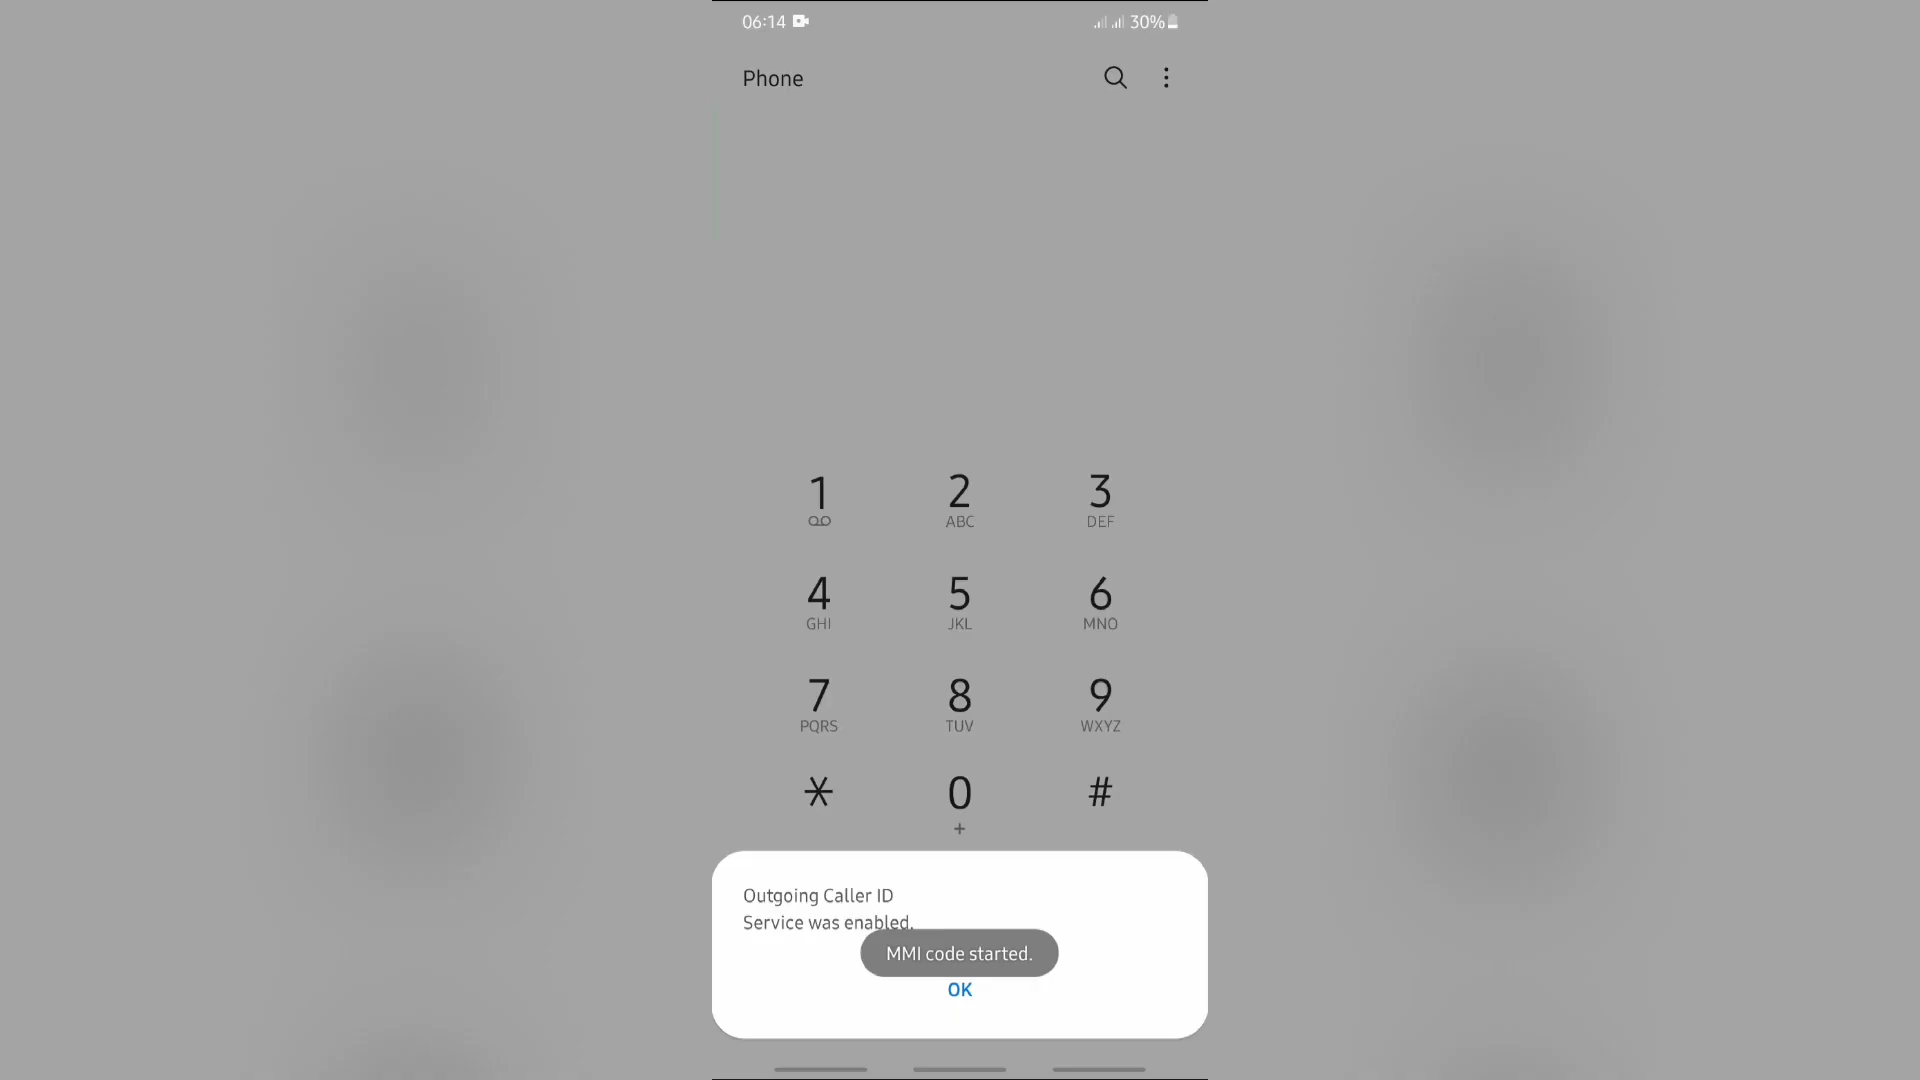 06:14
30%
Phone
1
2
ABC
3
DEF
4
GHI
5
JKL
6
MNO
7
PQRS
8
TUV
9
WXYZ
*
0
+
#
Outgoing Caller ID
Service was enabled.
MMI code started.
OK